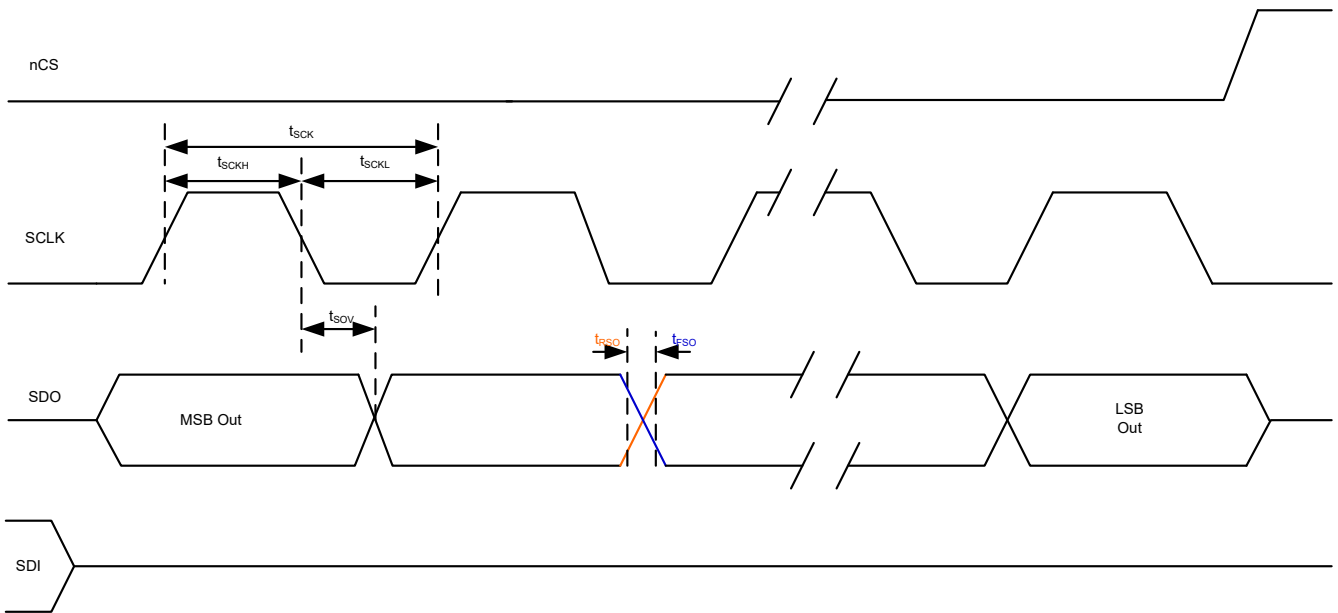 nCS
tSCK
tSCKH
tSCKL
SCLK
tSOV
tRSO
tFSO
SDO
MSB Out
LSB
Out
SDI